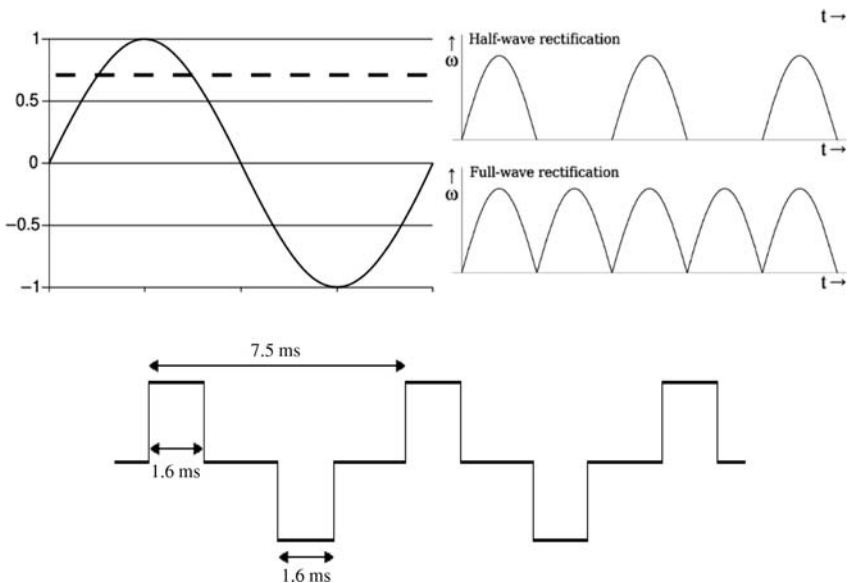 t→
1
0.5
0
−0.5
−1
↑
ω
Half-wave rectification
t→
↑
ω
Full-wave rectification
t→
7.5 ms
1.6 ms
1.6 ms